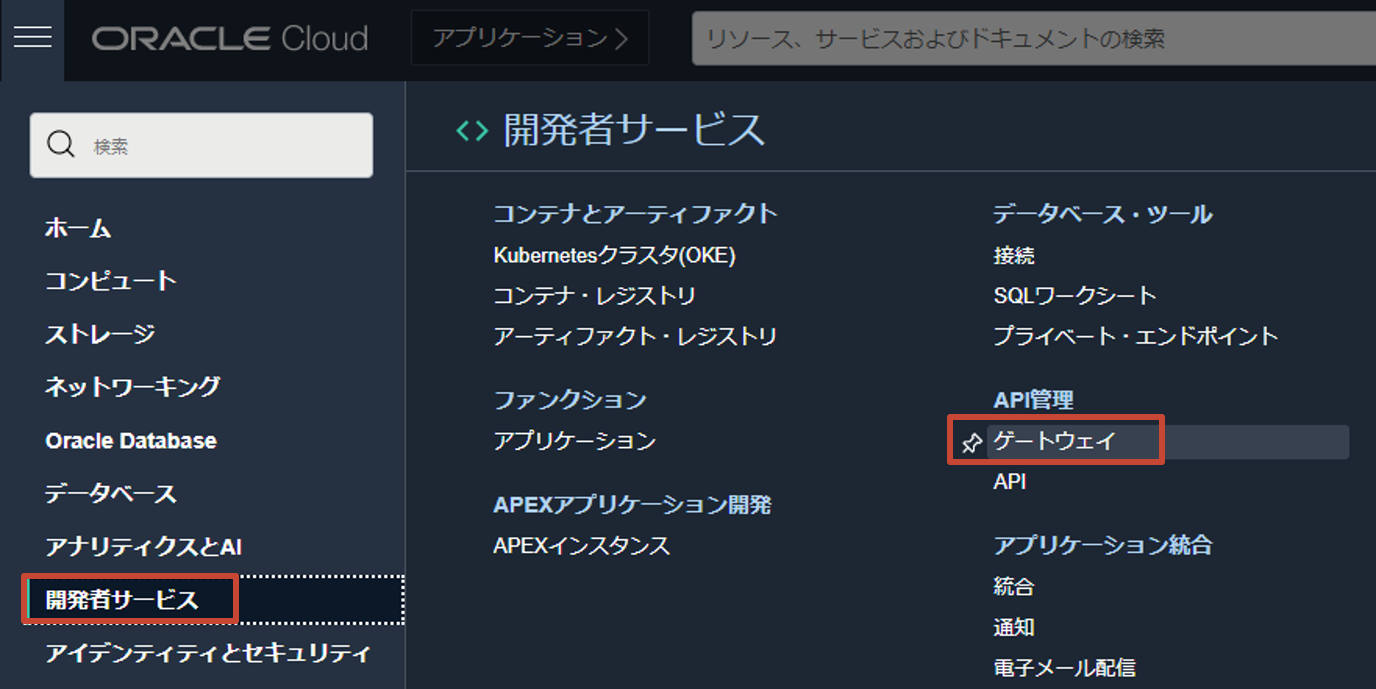 ORACLE Cloud
アプリケーション
リソース、サービスおよびドキュメントの検索
検索
ホーム
コンピュート
ストレージ
ネットワーキング
Oracle Database
データベース
アナリティクスとAI
開発者サービス
アイデンティティとセキュリティ
開発者サービス
コンテナとアーティファクト
Kubernetesクラスタ(OKE)
コンテナ・レジストリ
アーティファクト・レジストリ
ファンクション
アプリケーション
APEXアプリケーション開発
APEXインスタンス
データベース・ツール
接続
SQLワークシート
プライベート・エンドポイント
API管理
ゲートウェイ
API
アプリケーション統合
統合
通知
電子メール配信